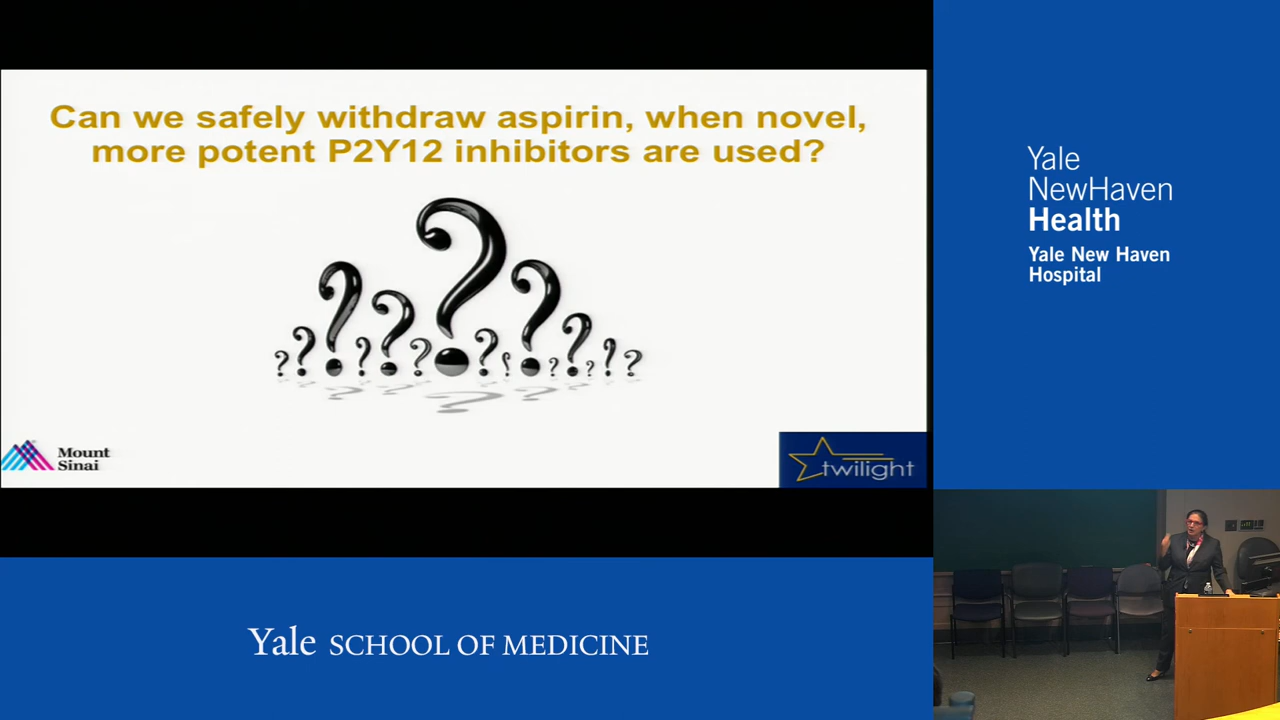 Can we safely withdraw aspirin, when novel,
more potent P2Y12 inhibitors are used?
Mount
Sinai
twilight
Yale
NewHaven
Health
Yale New Haven
Hospital
Yale SCHOOL OF MEDICINE